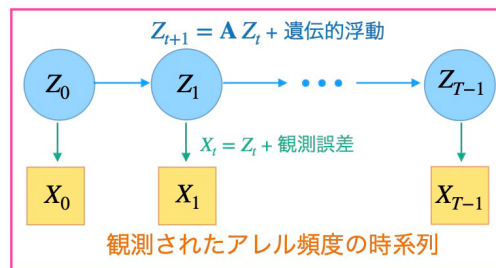 Z_{t+1} = A Z_t + 遺伝的浮動
Z_0 Z_1 ••• Z_{T−1}
X_t = Z_t + 観測誤差
X_0 X_1 X_{T−1}
観測されたアレル頻度の時系列